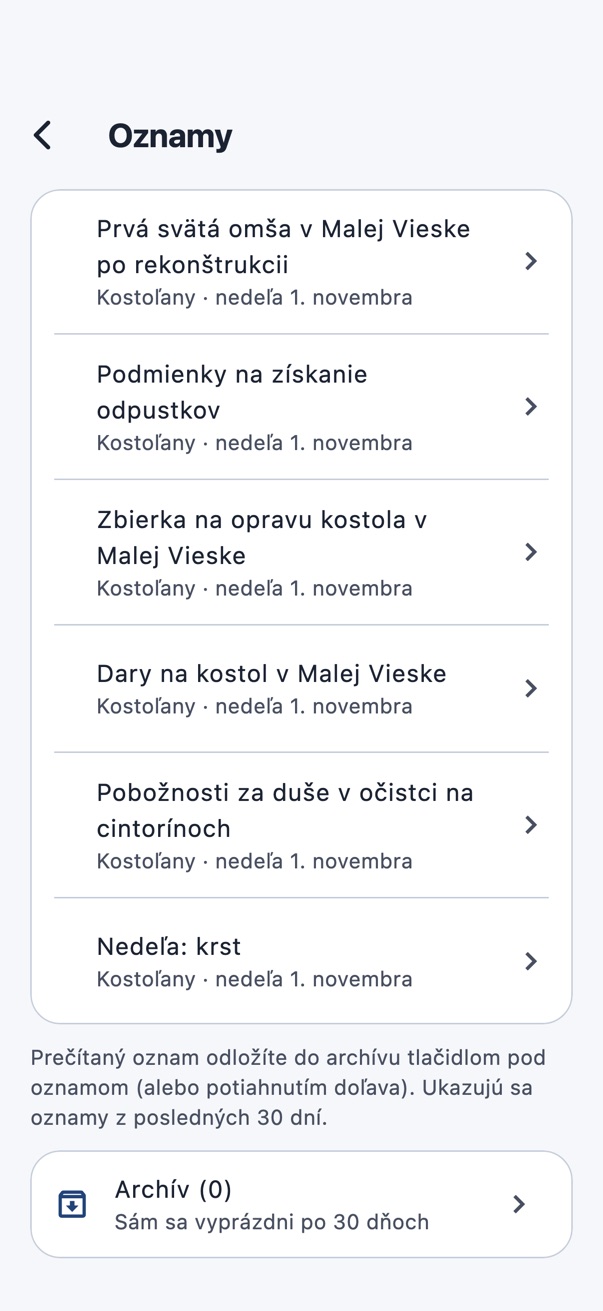 Oznamy
Prvá svätá omša v Malej Vieske
po rekonštrukcii
Kostoľany · nedeľa 1. novembra
Podmienky na získanie
odpustkov
Kostoľany · nedeľa 1. novembra
Zbierka na opravu kostola v
Malej Vieske
Kostoľany · nedeľa 1. novembra
Dary na kostol v Malej Vieske
Kostoľany · nedeľa 1. novembra
Pobožnosti za duše v očistci na
cintorínoch
Kostoľany · nedeľa 1. novembra
Nedeľa: krst
Kostoľany · nedeľa 1. novembra
Prečítaný oznam odložíte do archívu tlačidlom pod
oznamom (alebo potiahnutím doľava). Ukazujú sa
oznamy z posledných 30 dní.
Archív (0)
Sám sa vyprázdni po 30 dňoch